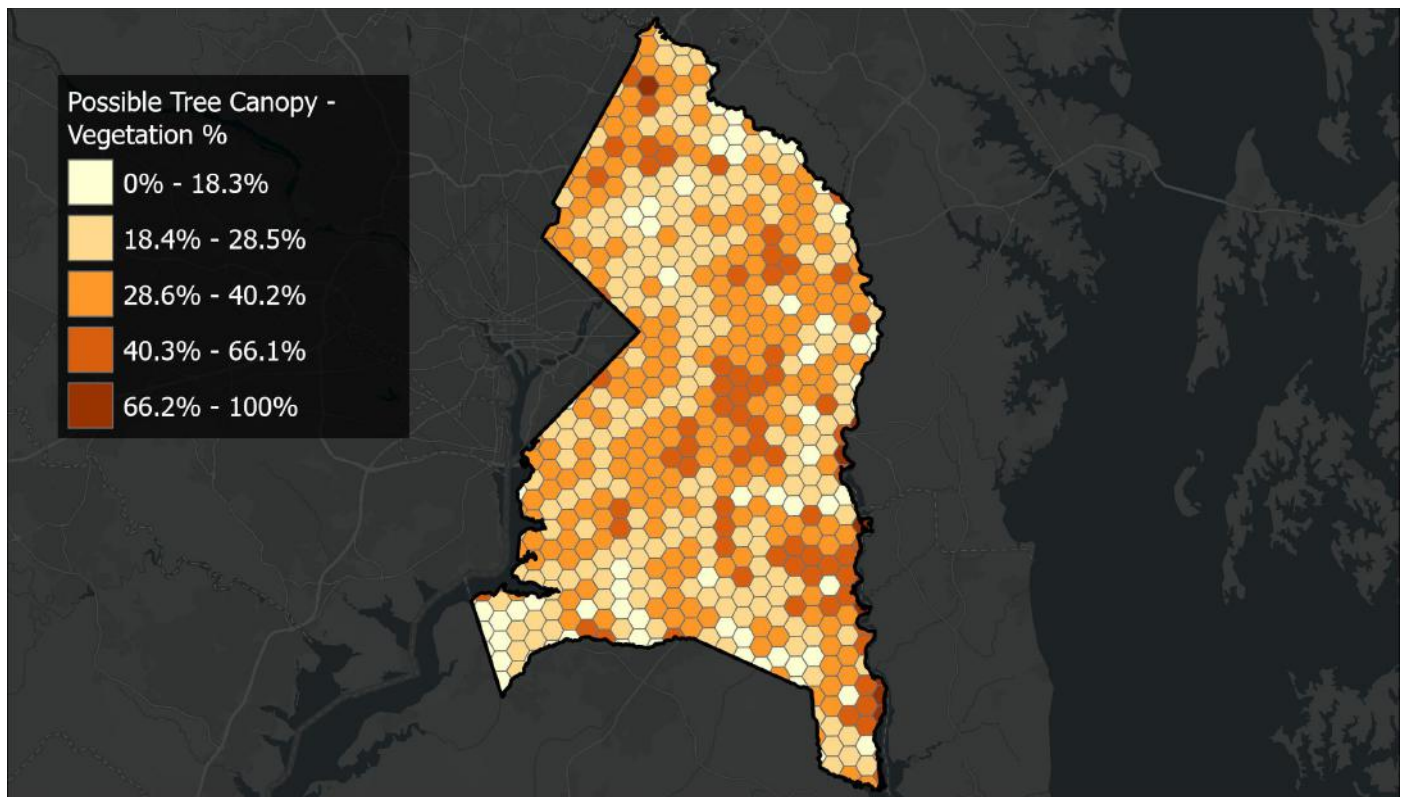 Possible Tree Canopy -
Vegetation %
0% - 18.3%
18.4% - 28.5%
28.6% - 40.2%
40.3% - 66.1%
66.2% - 100%